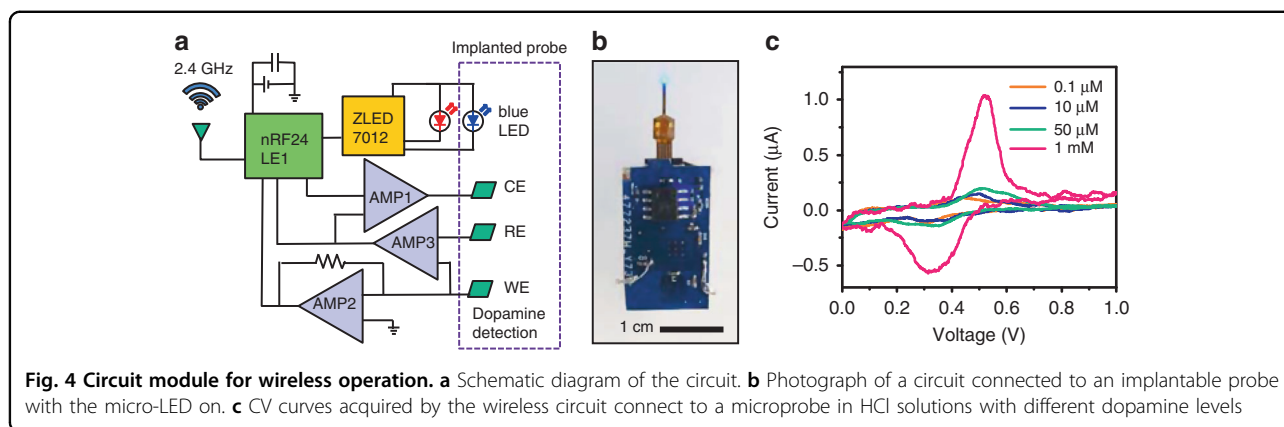 a
2.4 GHz
nRF24
LE1
ZLED
7012
Implanted probe
blue
LED
AMP1
CE
AMP3
RE
AMP2
WE
Dopamine
detection
b
1 cm
c
Current (µA)
1.0
0.5
0.0
–0.5
0.1 µM
10 µM
50 µM
1 mM
0.0 0.2 0.4 0.6 0.8 1.0
Voltage (V)
Fig. 4 Circuit module for wireless operation. a Schematic diagram of the circuit. b Photograph of a circuit connected to an implantable probe
with the micro-LED on. c CV curves acquired by the wireless circuit connect to a microprobe in HCl solutions with different dopamine levels